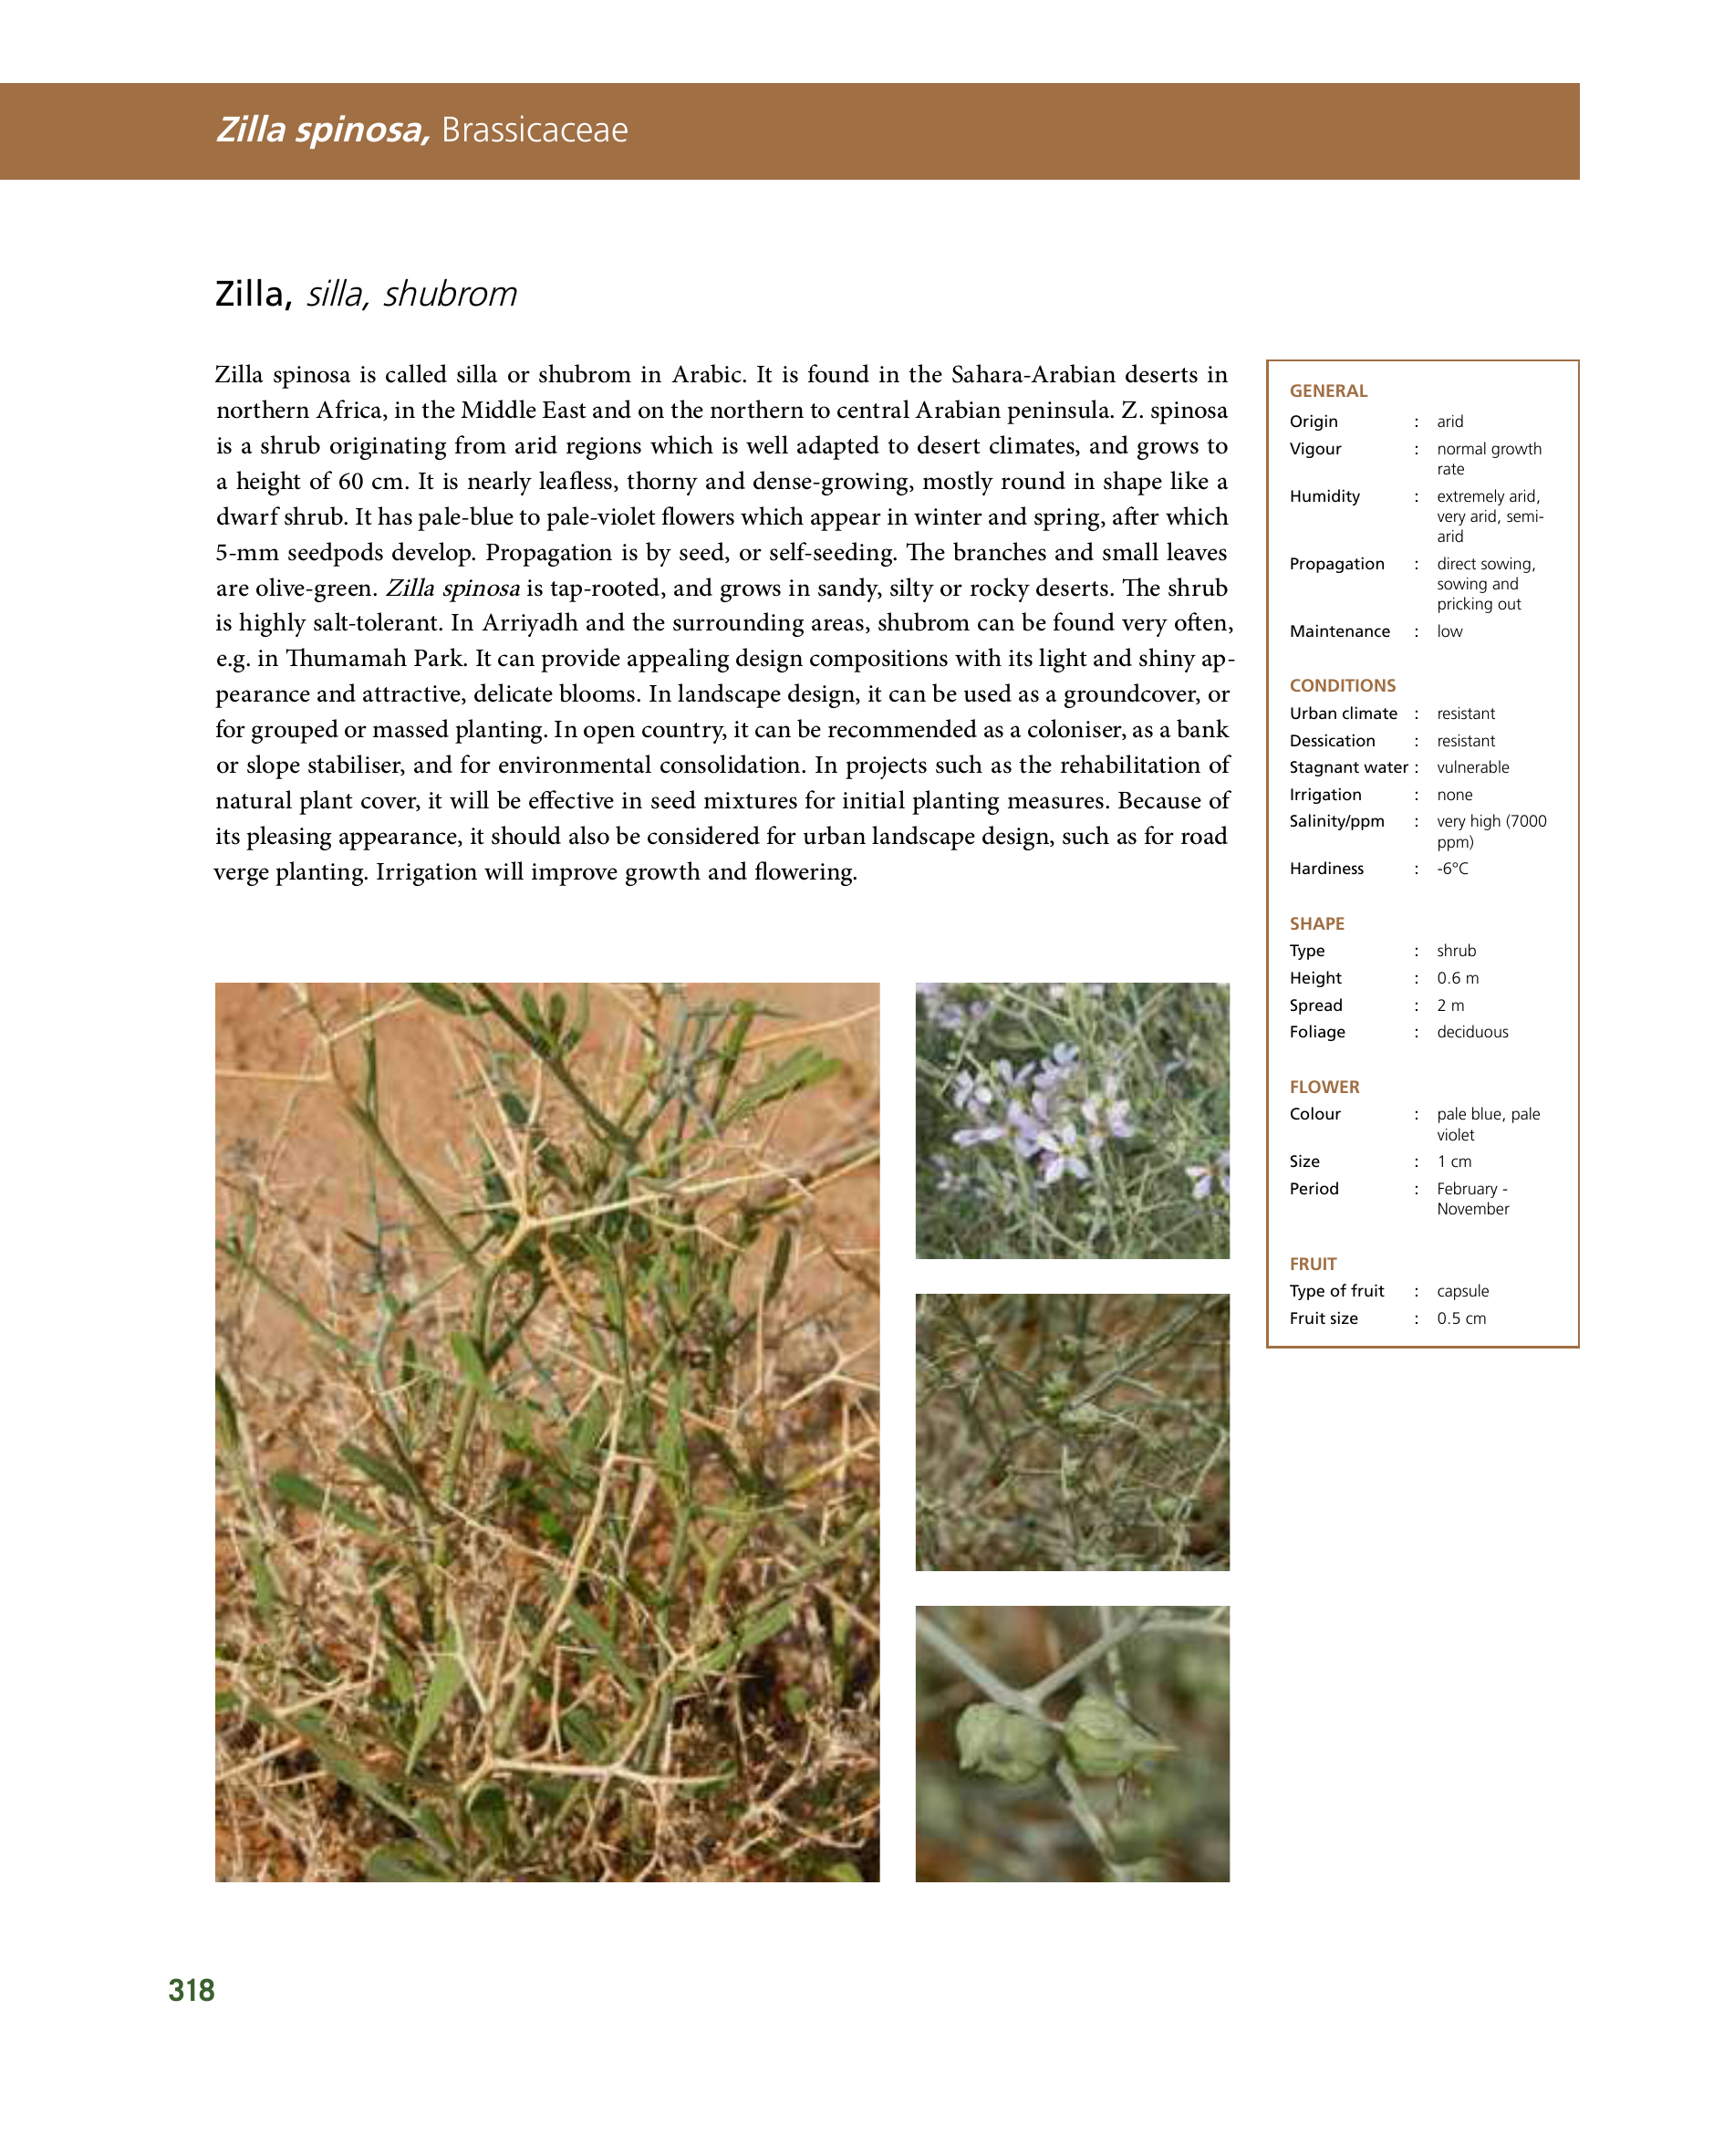 Zilla spinosa, Brassicaceae
Zilla, silla, shubrom
Zilla spinosa is called silla or shubrom in Arabic. It is found in the Sahara-Arabian deserts in
northern Africa, in the Middle East and on the northern to central Arabian peninsula. Z. spinosa
is a shrub originating from arid regions which is well adapted to desert climates, and grows to
a height of 60 cm. It is nearly leafless, thorny and dense-growing, mostly round in shape like a
dwarf shrub. It has pale-blue to pale-violet flowers which appear in winter and spring, after which
5-mm seedpods develop. Propagation is by seed, or self-seeding. The branches and small leaves
are olive-green. Zilla spinosa is tap-rooted, and grows in sandy, silty or rocky deserts. The shrub
is highly salt-tolerant. In Arriyadh and the surrounding areas, shubrom can be found very often,
e.g. in Thumamah Park. It can provide appealing design compositions with its light and shiny ap-
pearance and attractive, delicate blooms. In landscape design, it can be used as a groundcover, or
for grouped or massed planting. In open country, it can be recommended as a coloniser, as a bank
or slope stabiliser, and for environmental consolidation. In projects such as the rehabilitation of
natural plant cover, it will be effective in seed mixtures for initial planting measures. Because of
its pleasing appearance, it should also be considered for urban landscape design, such as for road
verge planting. Irrigation will improve growth and flowering.
GENERAL
Origin : arid
Vigour : normal growth
rate
Humidity : extremely arid,
very arid, semi-
arid
Propagation : direct sowing,
sowing and
pricking out
Maintenance : low
CONDITIONS
Urban climate : resistant
Dessication : resistant
Stagnant water : vulnerable
Irrigation : none
Salinity/ppm : very high (7000
ppm)
Hardiness : -6°C
SHAPE
Type : shrub
Height : 0.6 m
Spread : 2 m
Foliage : deciduous
FLOWER
Colour : pale blue, pale
violet
Size : 1 cm
Period : February -
November
FRUIT
Type of fruit : capsule
Fruit size : 0.5 cm
318